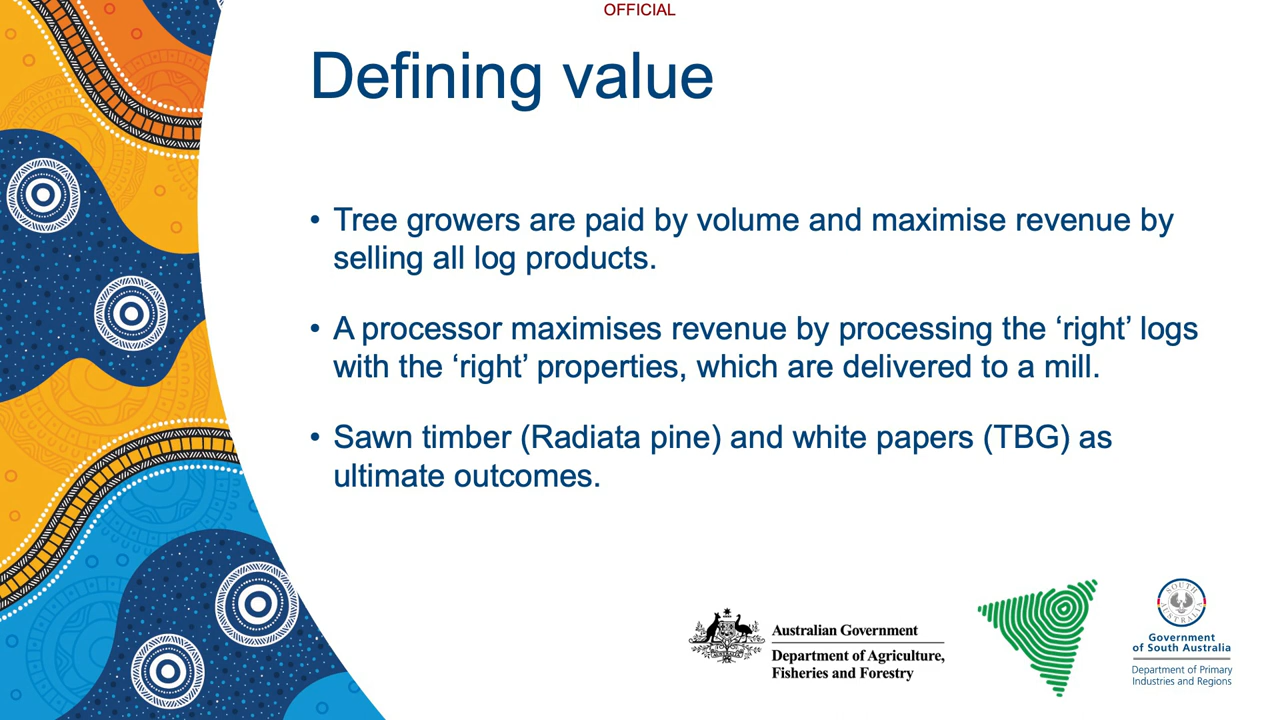 OFFICIAL
Defining value
• Tree growers are paid by volume and maximise revenue by
selling all log products.
• A processor maximises revenue by processing the ‘right’ logs
with the ‘right’ properties, which are delivered to a mill.
• Sawn timber (Radiata pine) and white papers (TBG) as
ultimate outcomes.
Australian Government
Department of Agriculture,
Fisheries and Forestry
SOUTH AUSTRALIA
Government
of South Australia
Department of Primary
Industries and Regions